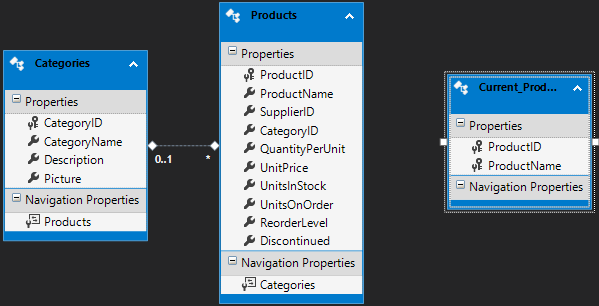 Categories
Properties
CategoryID
CategoryName
Description
Picture
Navigation Properties
Products
0..1
*
Products
Properties
ProductID
ProductName
SupplierID
CategoryID
QuantityPerUnit
UnitPrice
UnitsInStock
UnitsOnOrder
ReorderLevel
Discontinued
Navigation Properties
Categories
Current_Prod...
Properties
ProductID
ProductName
Navigation Properties